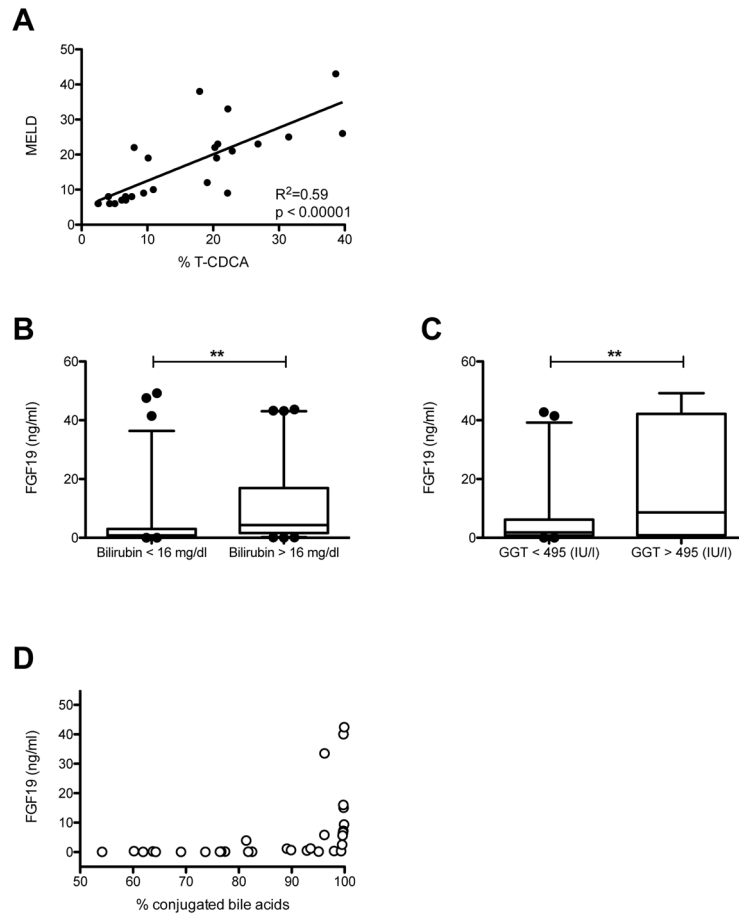 A
50
40
30
20
10
0
MELD
0
10
20
30
40
% T-CDCA
R²=0.59
p < 0.00001
B
60
40
20
0
FGF19 (ng/ml)
**
Bilirubin < 16 mg/dl
Bilirubin > 16 mg/dl
C
60
40
20
0
FGF19 (ng/ml)
**
GGT < 495 (IU/l)
GGT > 495 (IU/l)
D
50
40
30
20
10
0
FGF19 (ng/ml)
50
60
70
80
90
100
% conjugated bile acids